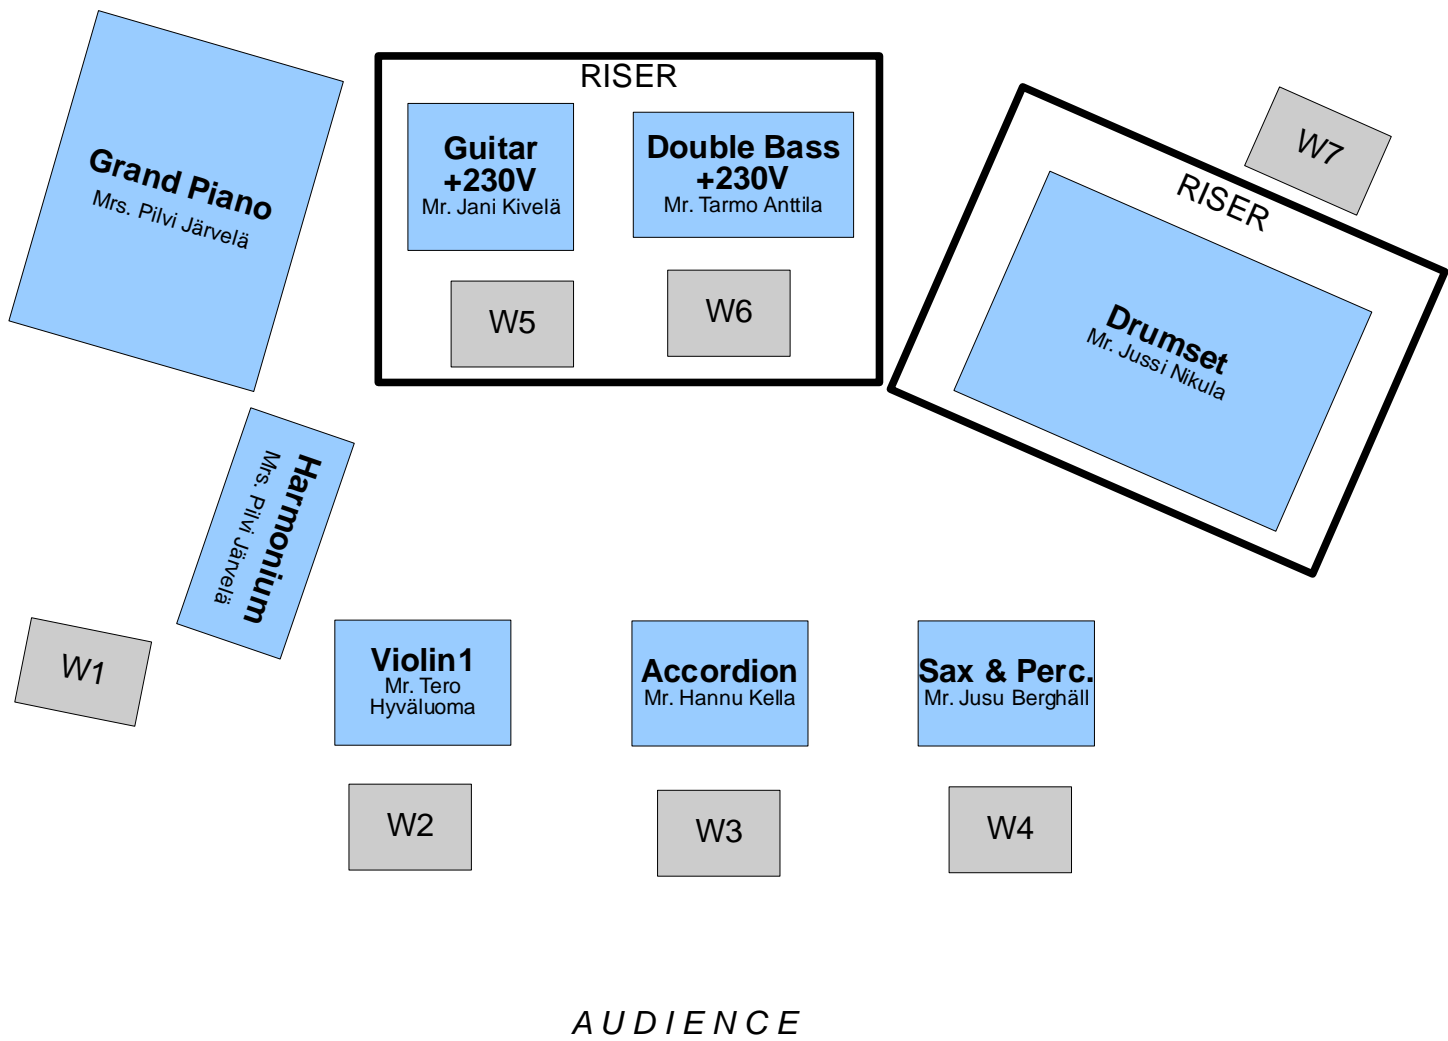 Grand Piano
Mrs. Pilvi Järvelä
RISER
Guitar
+230V
Mr. Jani Kivelä
Double Bass
+230V
Mr. Tarmo Anttila
W5
W6
W7
RISER
Drumset
Mr. Jussi Nikula
Harmonium
Mrs. Pilvi Järvelä
W1
Violin1
Mr. Tero
Hyväluoma
Accordion
Mr. Hannu Kella
Sax & Perc.
Mr. Jusu Berghäll
W2
W3
W4
AUDIENCE